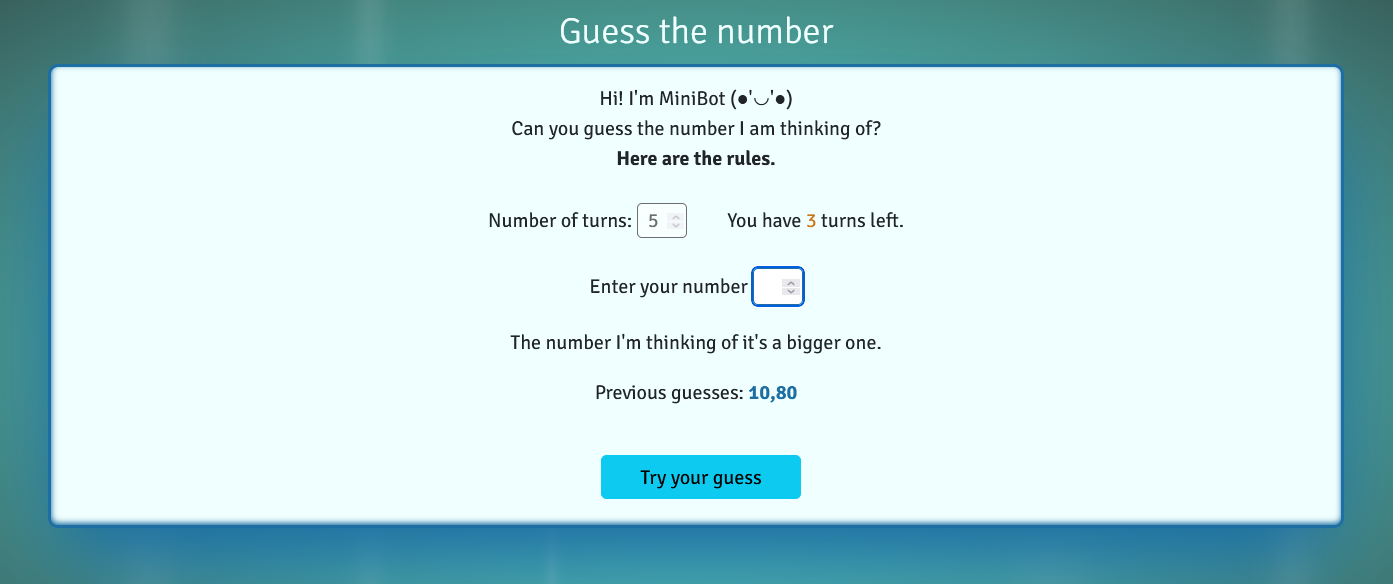 Guess the number
Hi! I'm MiniBot (●'◡'●)
Can you guess the number I am thinking of?
Here are the rules.
Number of turns: 5 You have 3 turns left.
Enter your number
The number I'm thinking of it's a bigger one.
Previous guesses: 10,80
Try your guess